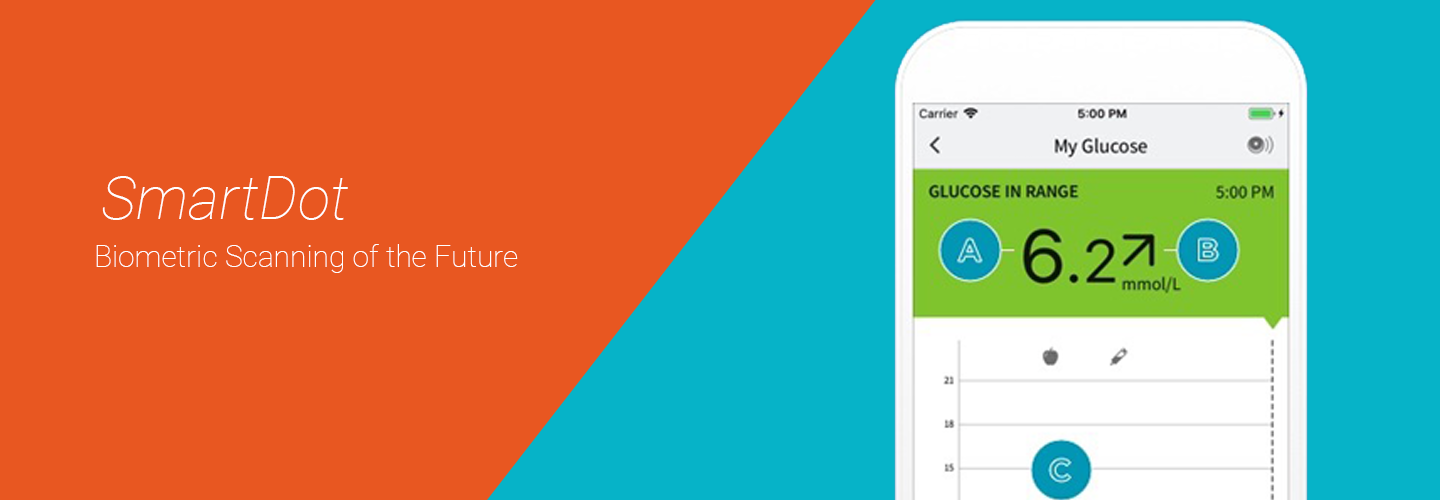 SmartDot
Biometric Scanning of the Future
Carrier 5:00 PM
My Glucose
GLUCOSE IN RANGE 5:00 PM
A 6.2 B
mmol/L
21
18
C
15